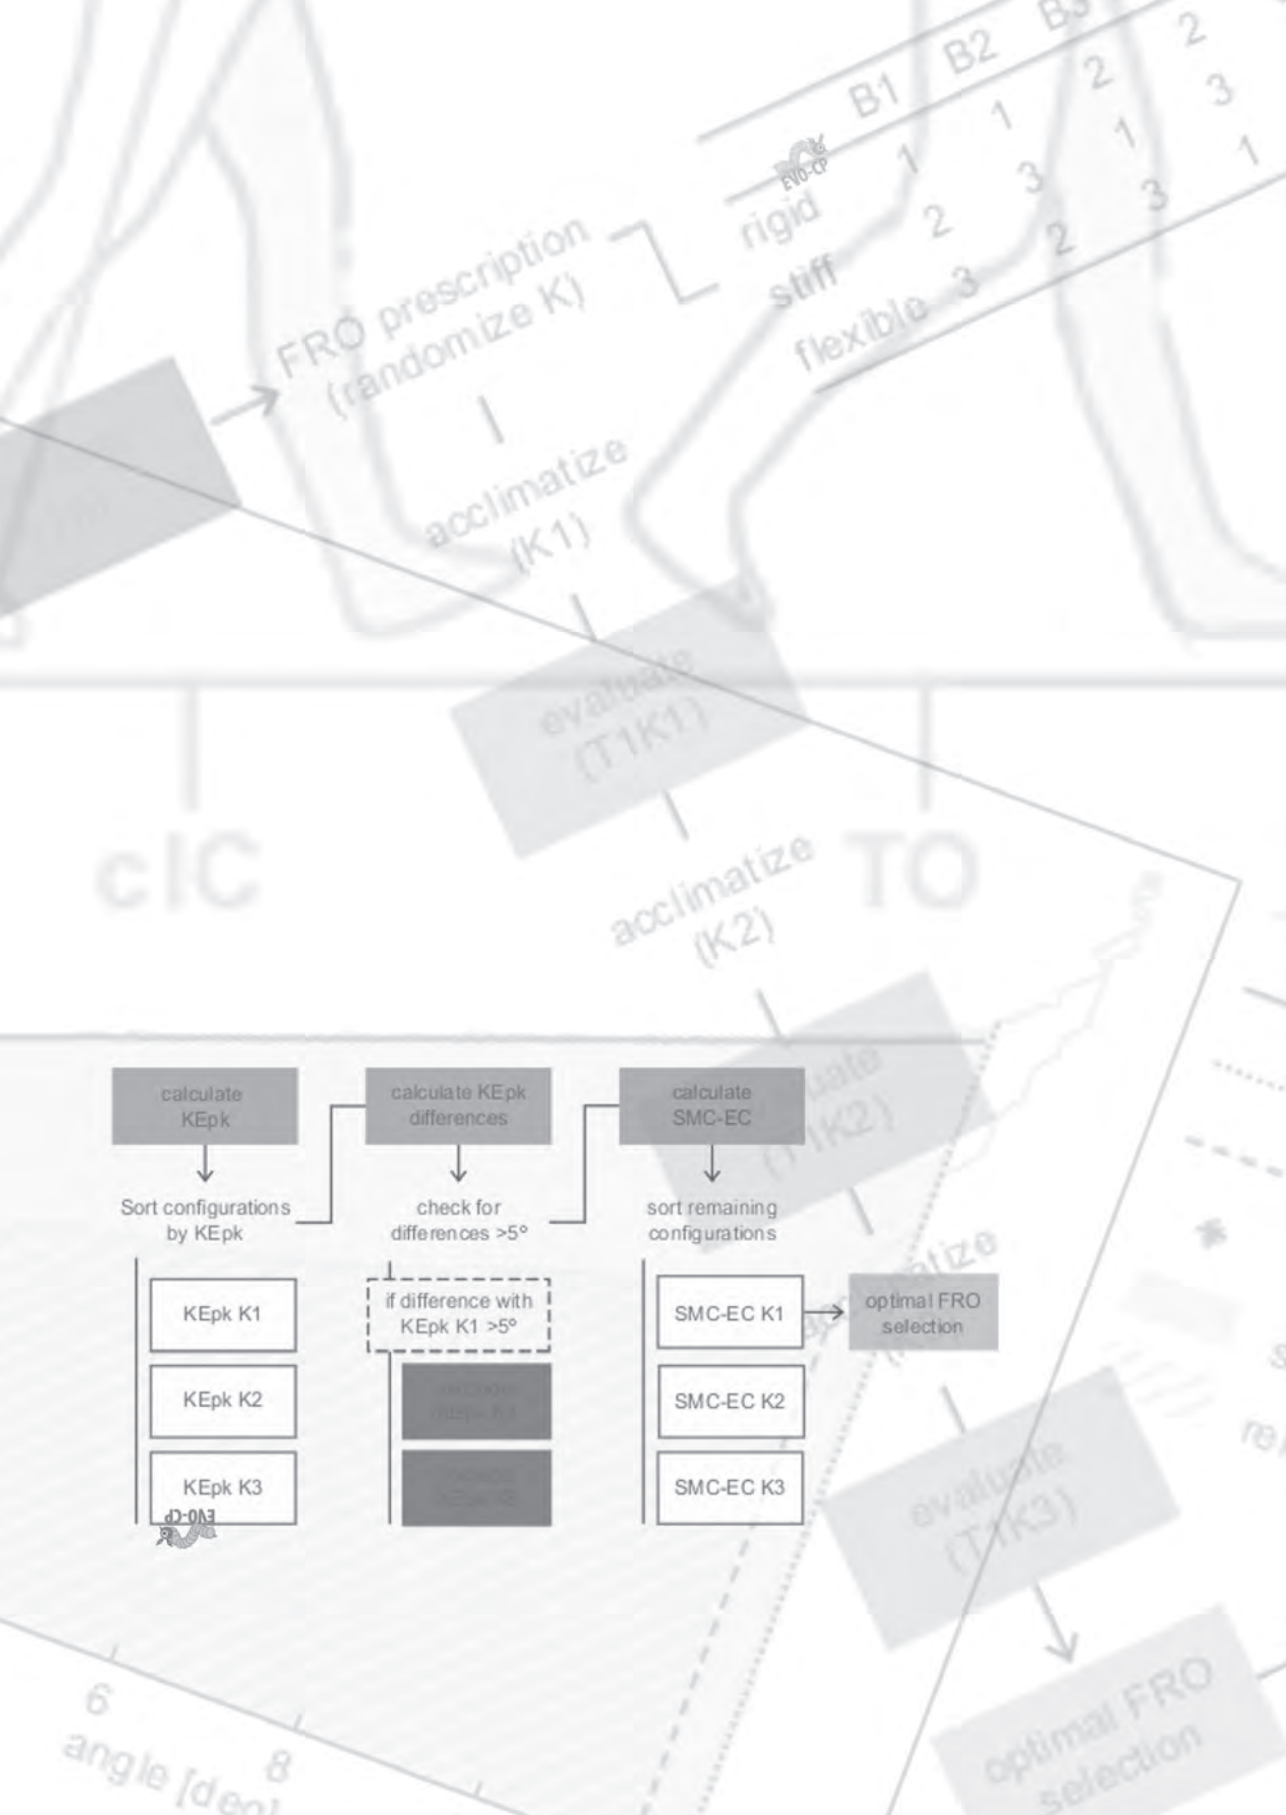 B1 B2 B3
rigid 1 1 2 2
stiff 2 3 1 3
flexible 3 2 3 1
EVO-CP
FRO prescription
(randomize K)
acclimatize
(K1)
evaluate
(T1K1)
cIC
TO
acclimatize
(K2)
(T1K2)
calculate
KEpk
Sort configurations
by KEpk
KEpk K1
KEpk K2
KEpk K3
EVO-CP
calculate KEpk
differences
check for
differences >5°
if difference with
KEpk K1 >5°
calculate
SMC-EC
sort remaining
configurations
SMC-EC K1
SMC-EC K2
SMC-EC K3
optimal FRO
selection
evaluate
(T1K3)
optimal FRO
selection
6
8
angle [deg]